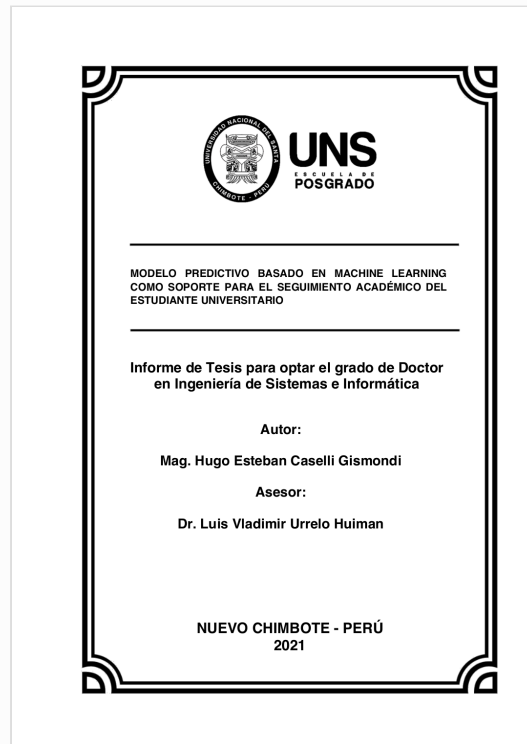 UNIVERSIDAD NACIONAL DEL SANTA
CHIMBOTE - PERÚ
UNS
ESCUELA DE
POSGRADO
MODELO PREDICTIVO BASADO EN MACHINE LEARNING
COMO SOPORTE PARA EL SEGUIMIENTO ACADÉMICO DEL
ESTUDIANTE UNIVERSITARIO
Informe de Tesis para optar el grado de Doctor
en Ingeniería de Sistemas e Informática
Autor:
Mag. Hugo Esteban Caselli Gismondi
Asesor:
Dr. Luis Vladimir Urrelo Huiman
NUEVO CHIMBOTE - PERÚ
2021